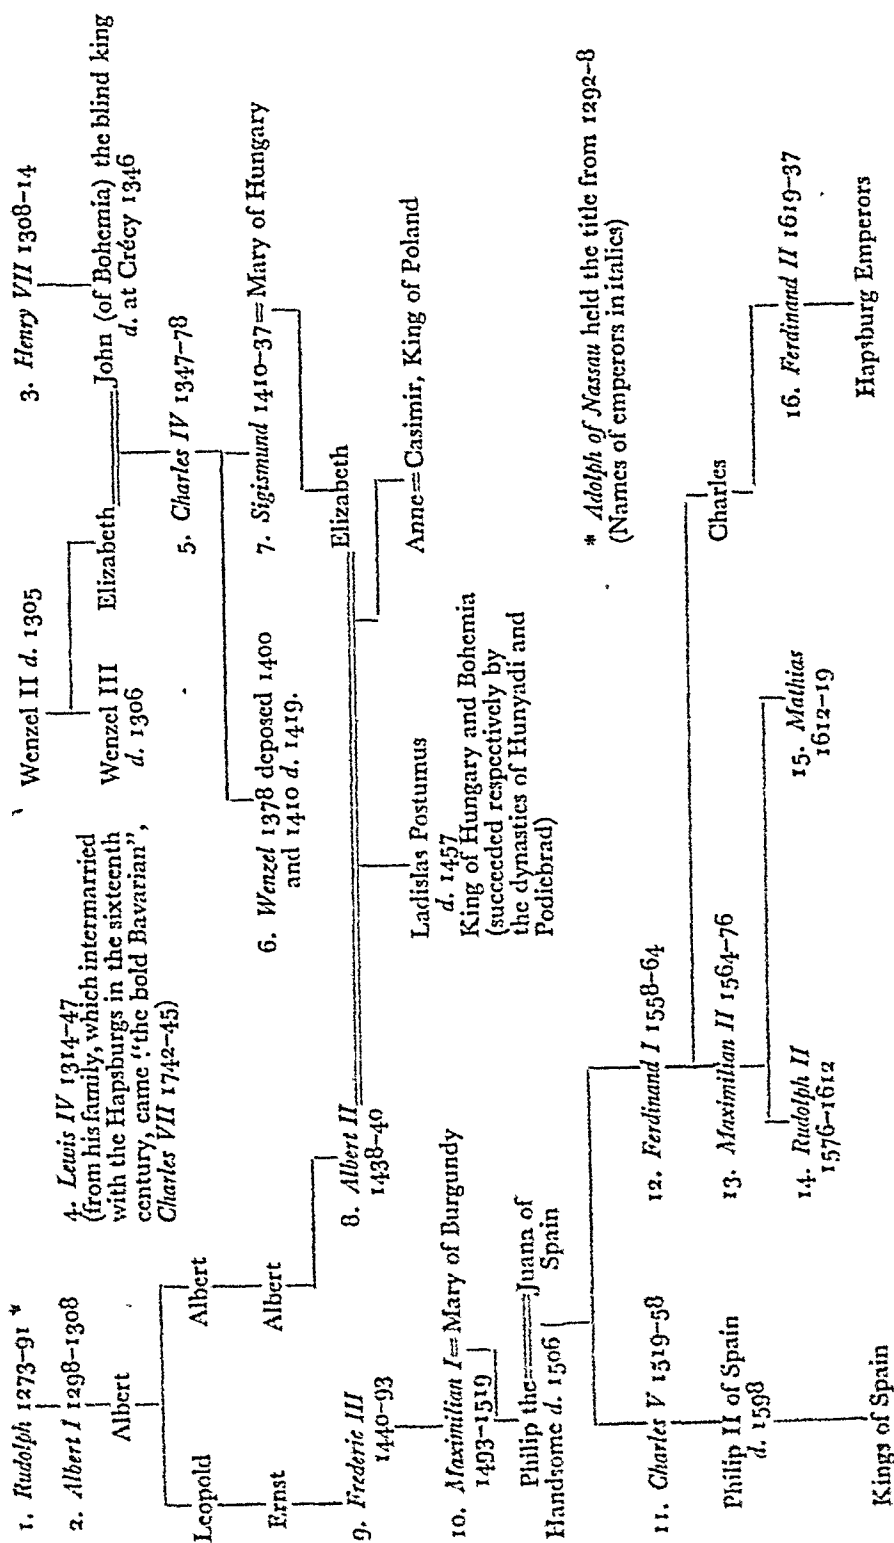 1. Rudolph 1273–91 *
2. Albert I 1298–1308
Albert
Leopold
Albert
Ernst
Albert
4. Lewis IV 1314–47
(from his family, which intermarried
with the Hapsburgs in the sixteenth
century, came "the bold Bavarian",
Charles VII 1742–45)
Wenzel II d. 1305
Wenzel III
d. 1306
Elizabeth
3. Henry VII 1308–14
John (of Bohemia) the blind king
d. at Crécy 1346
5. Charles IV 1347–78
6. Wenzel 1378 deposed 1400
and 1410 d. 1419.
7. Sigismund 1410–37=Mary of Hungary
9. Frederic III
1440–93
8. Albert II
1438–40
Elizabeth
Ladislas Postumus
d. 1457
King of Hungary and Bohemia
(succeeded respectively by
the dynasties of Hunyadi and
Podiebrad)
Anne=Casimir, King of Poland
10. Maximilian I=Mary of Burgundy
1493–1519
Philip the=Juana of
Handsome d. 1506 Spain
* Adolph of Nassau held the title from 1292–8
(Names of emperors in italics)
11. Charles V 1519–58
12. Ferdinand I 1558–64
Philip II of Spain
d. 1598
13. Maximilian II 1564–76
Charles
14. Rudolph II
1576–1612
15. Mathias
1612–19
16. Ferdinand II 1619–37
Kings of Spain
Hapsburg Emperors